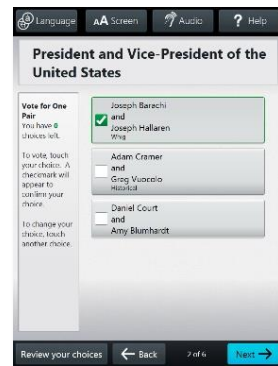 Language
AA Screen
Audio
? Help
President and Vice-President of the
United States
Vote for One
Pair
You have 0
choices left.
To vote, touch
your choice. A
checkmark will
appear to
confirm your
choice.
To change your
choice, touch
another choice.
Joseph Barachi
and
Joseph Hallaren
Whig
Adam Cramer
and
Greg Vuocolo
Historical
Daniel Court
and
Amy Blumhardt
Review your choices
Back
2 of 6
Next